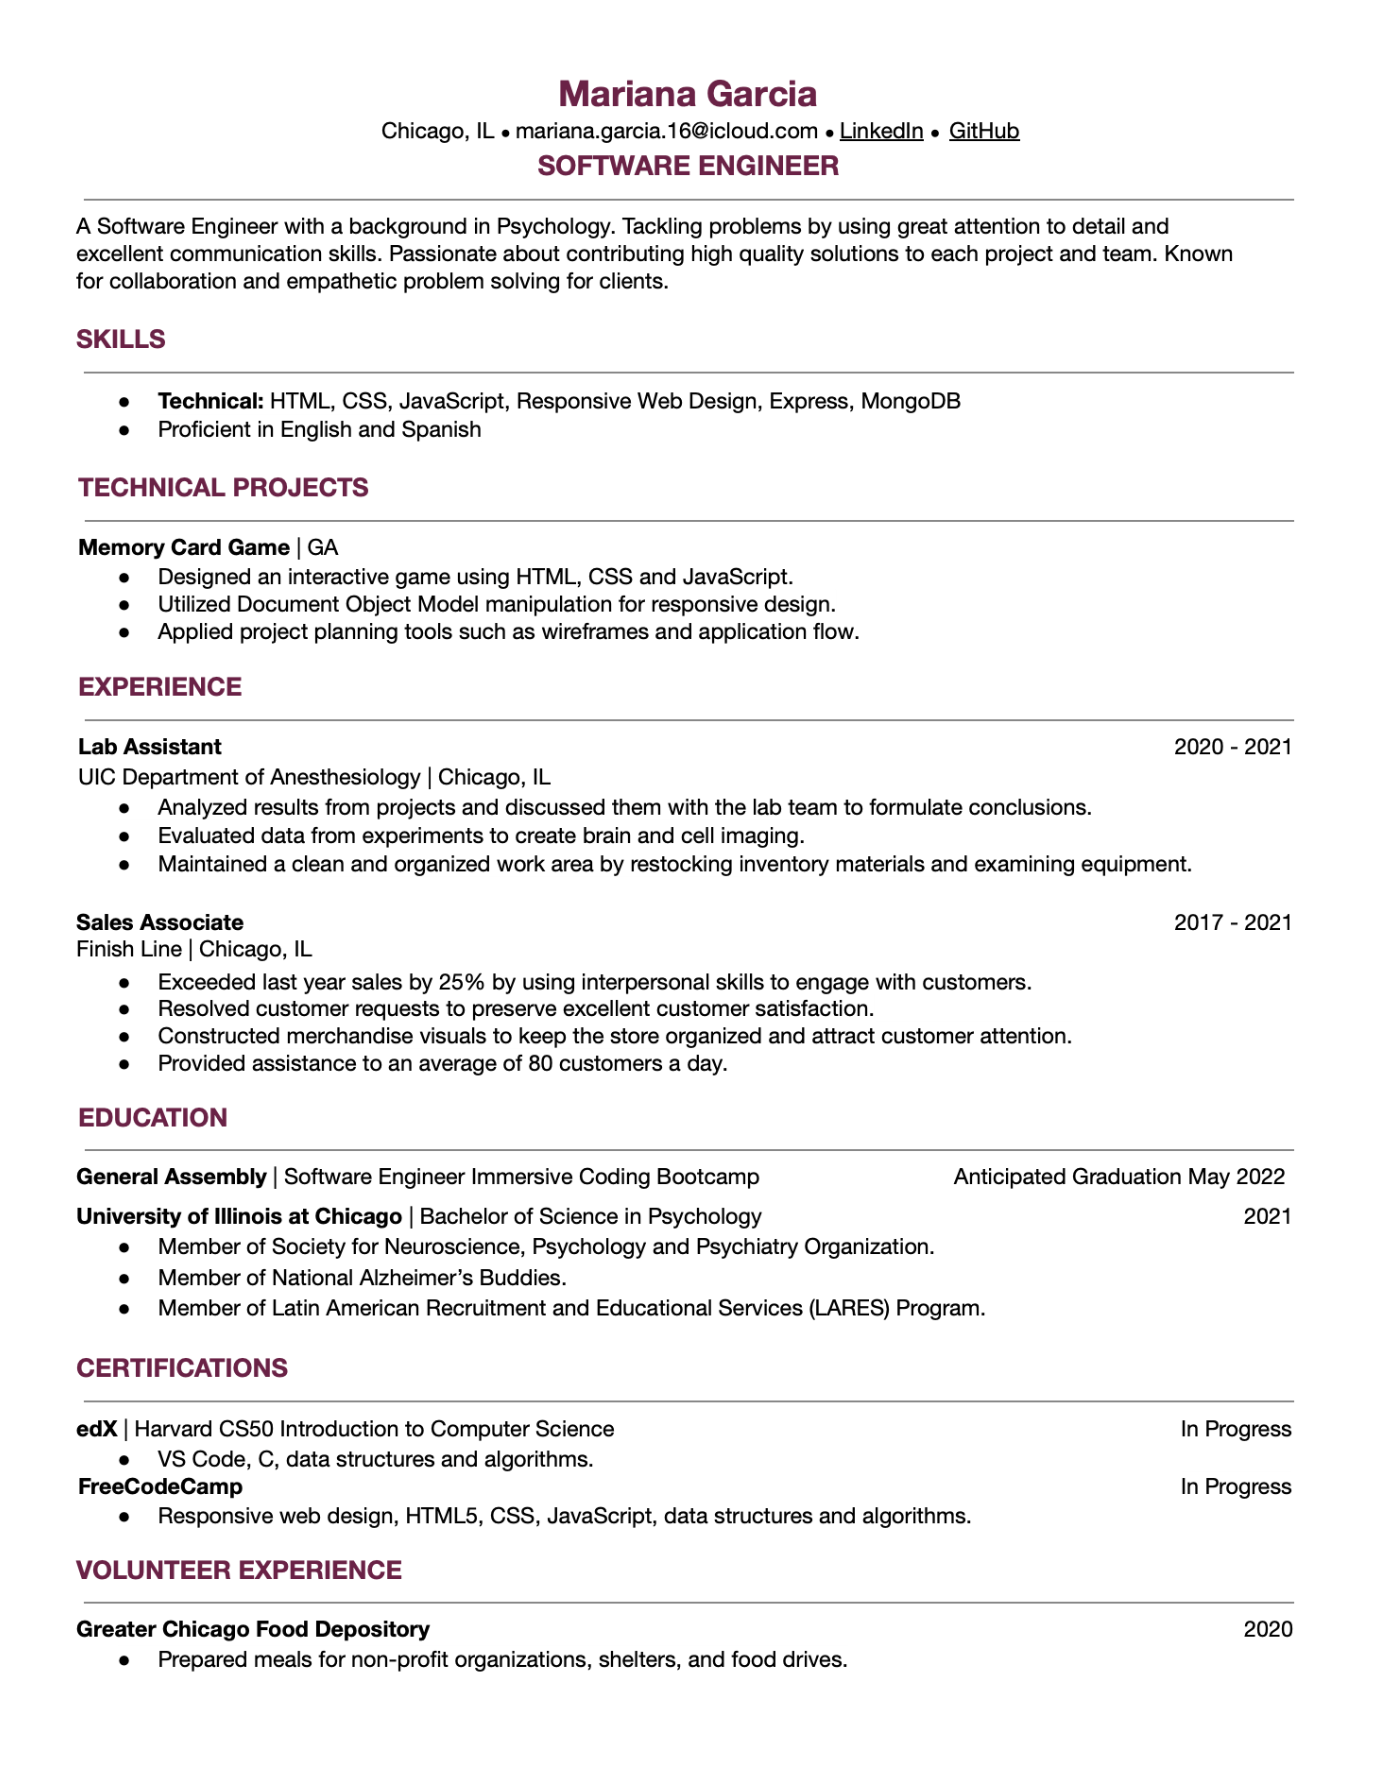 Mariana Garcia
Chicago, IL • mariana.garcia.16@icloud.com • LinkedIn • GitHub
SOFTWARE ENGINEER
A Software Engineer with a background in Psychology. Tackling problems by using great attention to detail and
excellent communication skills. Passionate about contributing high quality solutions to each project and team. Known
for collaboration and empathetic problem solving for clients.
SKILLS
● Technical: HTML, CSS, JavaScript, Responsive Web Design, Express, MongoDB
● Proficient in English and Spanish
TECHNICAL PROJECTS
Memory Card Game | GA
● Designed an interactive game using HTML, CSS and JavaScript.
● Utilized Document Object Model manipulation for responsive design.
● Applied project planning tools such as wireframes and application flow.
EXPERIENCE
Lab Assistant 2020 - 2021
UIC Department of Anesthesiology | Chicago, IL
● Analyzed results from projects and discussed them with the lab team to formulate conclusions.
● Evaluated data from experiments to create brain and cell imaging.
● Maintained a clean and organized work area by restocking inventory materials and examining equipment.
Sales Associate 2017 - 2021
Finish Line | Chicago, IL
● Exceeded last year sales by 25% by using interpersonal skills to engage with customers.
● Resolved customer requests to preserve excellent customer satisfaction.
● Constructed merchandise visuals to keep the store organized and attract customer attention.
● Provided assistance to an average of 80 customers a day.
EDUCATION
General Assembly | Software Engineer Immersive Coding Bootcamp Anticipated Graduation May 2022
University of Illinois at Chicago | Bachelor of Science in Psychology 2021
● Member of Society for Neuroscience, Psychology and Psychiatry Organization.
● Member of National Alzheimer’s Buddies.
● Member of Latin American Recruitment and Educational Services (LARES) Program.
CERTIFICATIONS
edX | Harvard CS50 Introduction to Computer Science In Progress
● VS Code, C, data structures and algorithms.
FreeCodeCamp In Progress
● Responsive web design, HTML5, CSS, JavaScript, data structures and algorithms.
VOLUNTEER EXPERIENCE
Greater Chicago Food Depository 2020
● Prepared meals for non-profit organizations, shelters, and food drives.